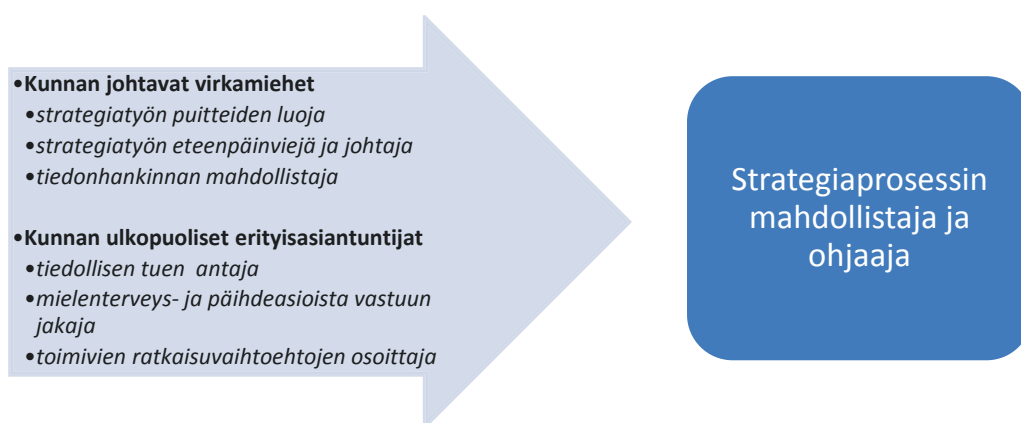 •Kunnan johtavat virkamiehet
•strategiatyön puitteiden luoja
•strategiatyön eteenpäinviejä ja johtaja
•tiedonhankinnan mahdollistaja
•Kunnan ulkopuoliset erityisasiantuntijat
•tiedollisen tuen antaja
•mielenterveys- ja päihdeasioista vastuun
jakaja
•toimivien ratkaisuvaihtoehtojen osoittaja
Strategiaprosessin
mahdollistaja ja
ohjaaja